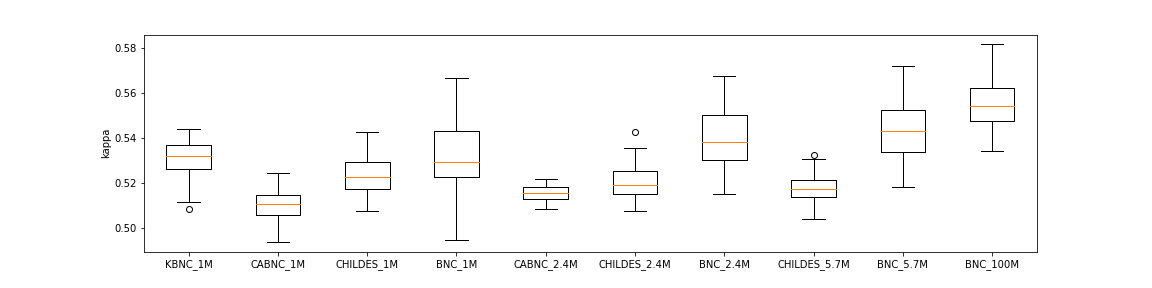 kappa
0.58
0.56
0.54
0.52
0.50
KBNC_1M CABNC_1M CHILDES_1M BNC_1M CABNC_2.4M CHILDES_2.4M BNC_2.4M CHILDES_5.7M BNC_5.7M BNC_100M